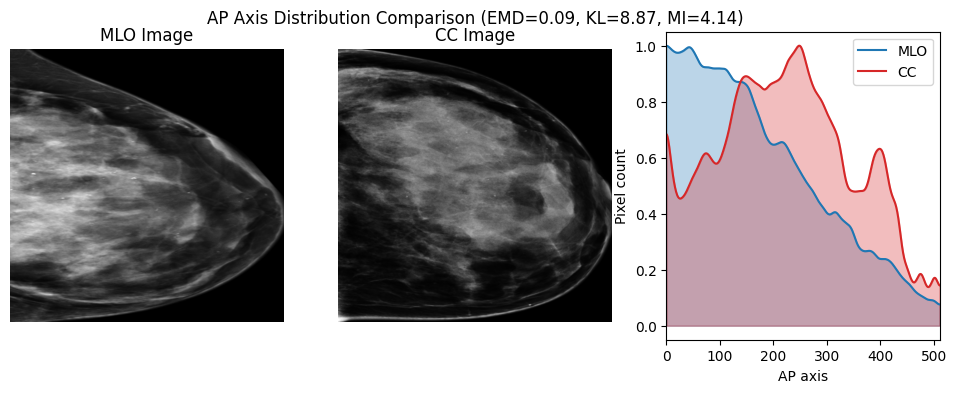 AP Axis Distribution Comparison (EMD=0.09, KL=8.87, MI=4.14)
MLO Image
CC Image
MLO
CC
Pixel count
1.0
0.8
0.6
0.4
0.2
0.0
0 100 200 300 400 500
AP axis